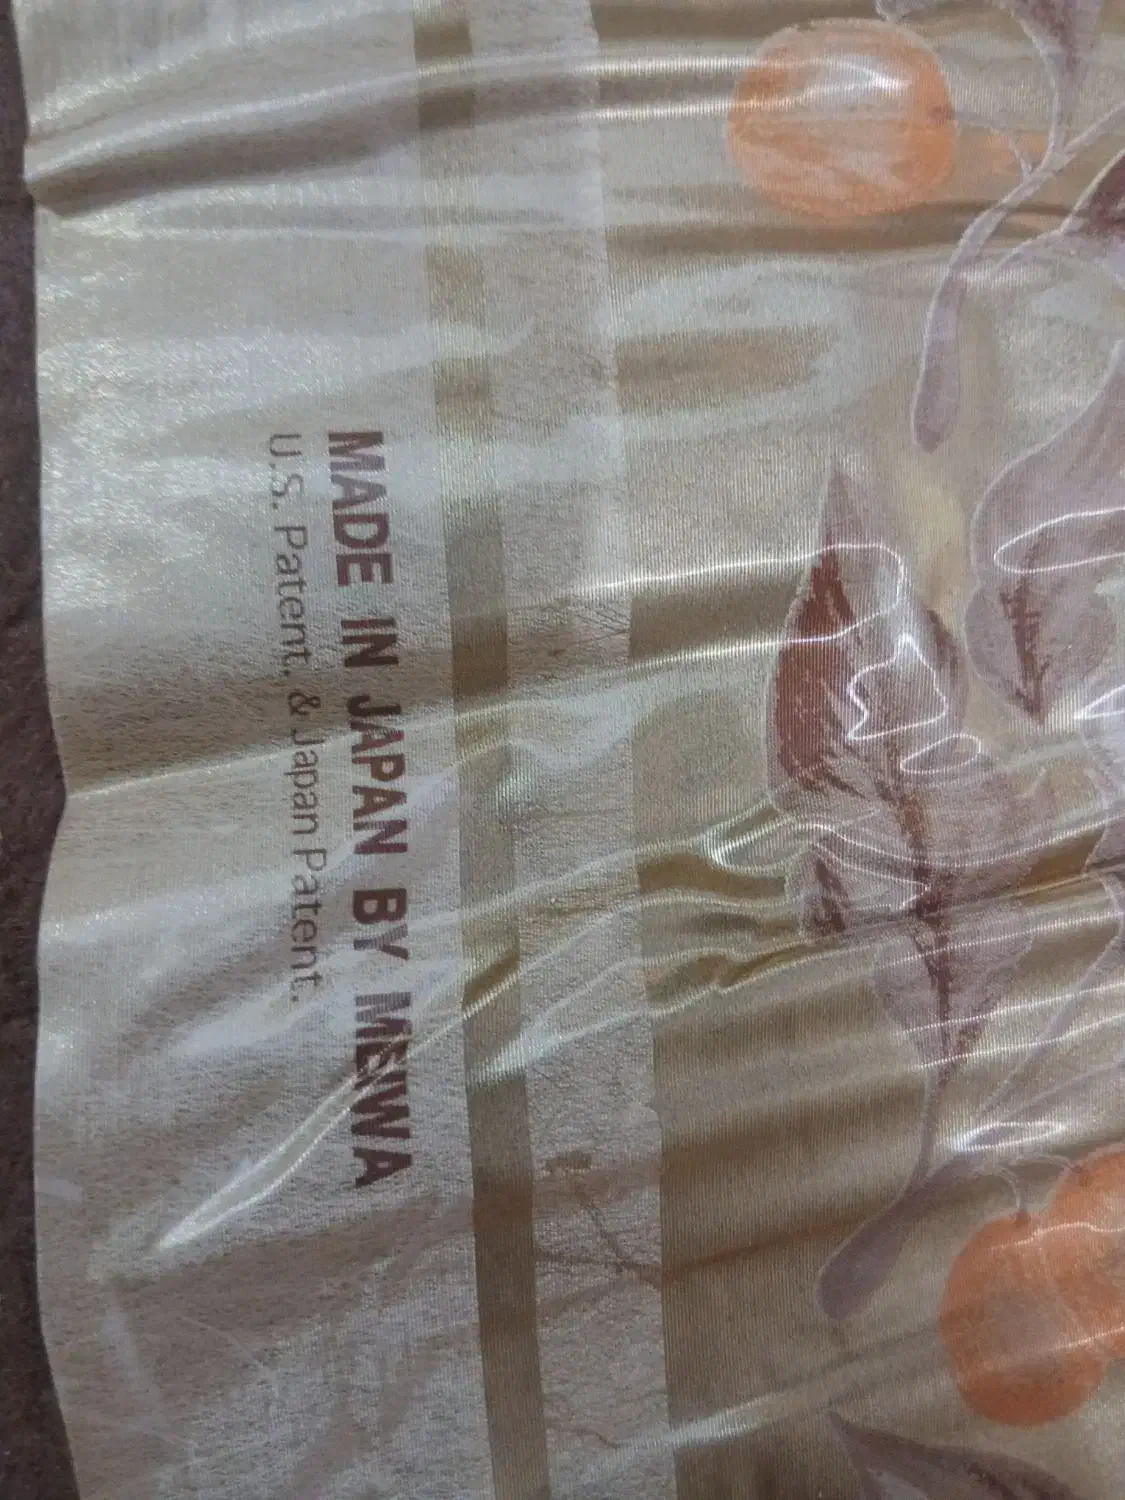 MADE IN JAPAN BY MEIWA
U.S. Patent. & Japan Patent.